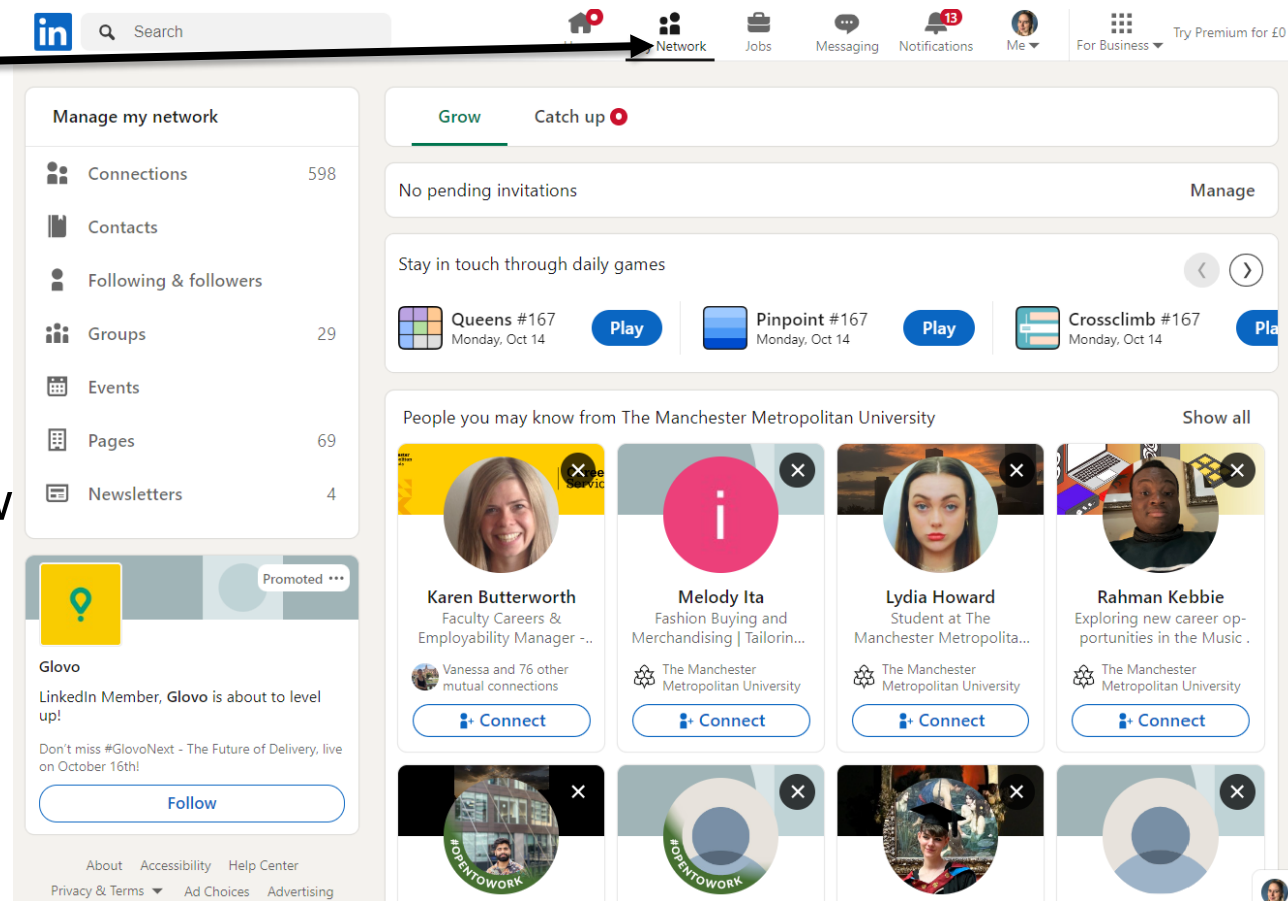 in
Search
Network
Jobs
Messaging
13
Notifications
Me
For Business
Try Premium for £0
Manage my network
Connections 598
Contacts
Following & followers
Groups 29
Events
Pages 69
Newsletters 4
Promoted ...
Glovo
LinkedIn Member, Glovo is about to level
up!
Don't miss #GlovoNext - The Future of Delivery, live
on October 16th!
Follow
About Accessibility Help Center
Privacy & Terms Ad Choices Advertising
Grow Catch up
No pending invitations Manage
Stay in touch through daily games
Queens #167
Monday, Oct 14
Play
Pinpoint #167
Monday, Oct 14
Play
Crossclimb #167
Monday, Oct 14
Pla
People you may know from The Manchester Metropolitan University Show all
Karen Butterworth
Faculty Careers &
Employability Manager -..
Vanessa and 76 other
mutual connections
Connect
i
Melody Ita
Fashion Buying and
Merchandising | Tailorin...
The Manchester
Metropolitan University
Connect
Lydia Howard
Student at The
Manchester Metropolita...
The Manchester
Metropolitan University
Connect
Rahman Kebbie
Exploring new career op-
portunities in the Music .
The Manchester
Metropolitan University
Connect
#OPENTOWORK
#OPENTOWORK